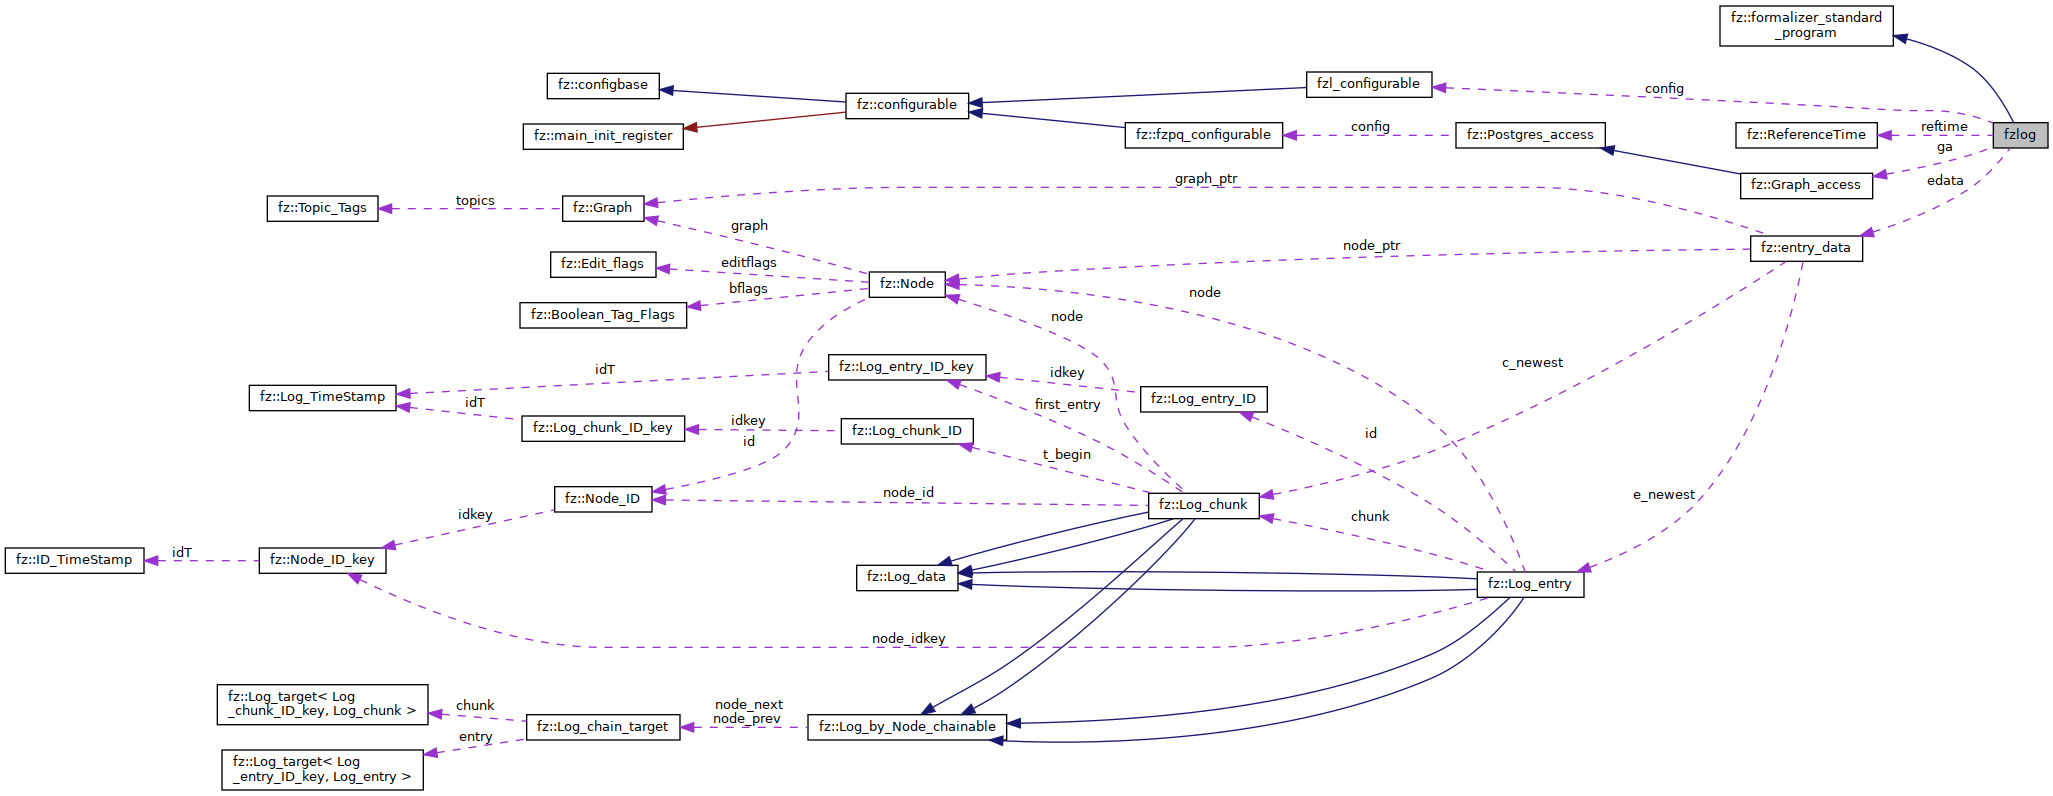 fz::formalizer_standard
_program
fz::configbase
fzl_configurable
config
fz::configurable
fz::main_init_register
fz::fzpq_configurable
config
fz::Postgres_access
fz::ReferenceTime
reftime
fzlog
ga
graph_ptr
fz::Graph_access
edata
fz::Topic_Tags
topics
fz::Graph
graph
node_ptr
fz::entry_data
fz::Edit_flags
editflags
fz::Node
bflags
node
fz::Boolean_Tag_Flags
node
c_newest
fz::Log_entry_ID_key
idT
idkey
fz::Log_TimeStamp
idT
fz::Log_entry_ID
first_entry
fz::Log_chunk_ID_key
idkey
fz::Log_chunk_ID
id
id
t_begin
fz::Node_ID
node_id
fz::Log_chunk
e_newest
idkey
chunk
fz::ID_TimeStamp
idT
fz::Node_ID_key
fz::Log_data
fz::Log_entry
node_idkey
fz::Log_target< Log
_chunk_ID_key, Log_chunk >
chunk
node_next
node_prev
fz::Log_chain_target
fz::Log_by_Node_chainable
entry
fz::Log_target< Log
_entry_ID_key, Log_entry >